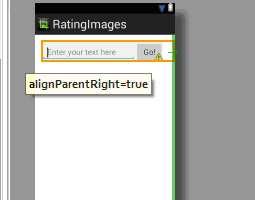 RatingImages
Enter your text here
Go!
alignParentRight=true